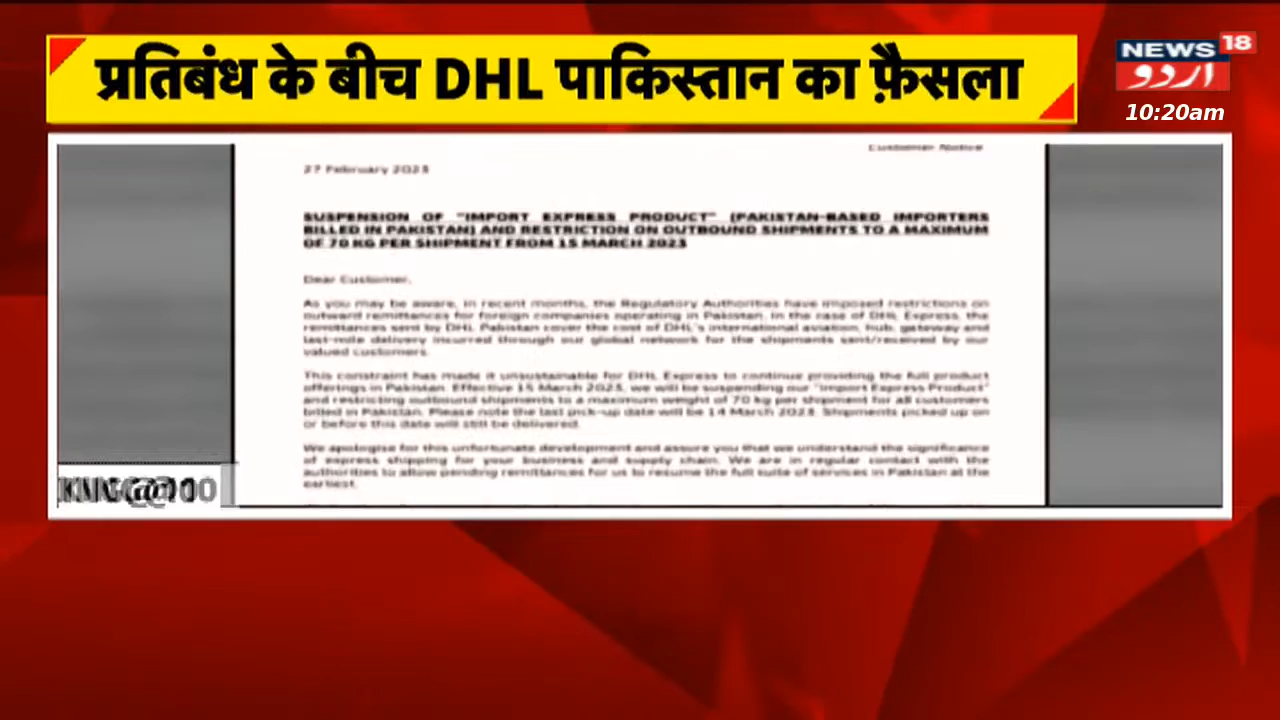 प्रतिबंध के बीच DHL पाकिस्तान का फ़ैसला
NEWS 18
اردو
10:20am
Customer Notice
27 February 2023
SUSPENSION OF "IMPORT EXPRESS PRODUCT" (PAKISTAN-BASED IMPORTERS
BILLED IN PAKISTAN) AND RESTRICTION ON OUTBOUND SHIPMENTS TO A MAXIMUM
OF 70 KG PER SHIPMENT FROM 15 MARCH 2023
Dear Customer,
As you may be aware, in recent months, the Regulatory Authorities have imposed restrictions on
outward remittances for foreign companies operating in Pakistan. In the case of DHL Express, the
remittances sent by DHL Pakistan cover the cost of DHL's international aviation, hub, gateway and
last-mile delivery incurred through our global network for the shipments sent/received by our
valued customers.
This constraint has made it unsustainable for DHL Express to continue providing the full product
offerings in Pakistan. Effective 15 March 2023, we will be suspending our "Import Express Product"
and restricting outbound shipments to a maximum weight of 70 kg per shipment for all customers
billed in Pakistan. Please note the last pick-up date will be 14 March 2023. Shipments picked up on
or before this date will still be delivered.
We apologise for this unfortunate development and assure you that we understand the significance
of express shipping for your business and supply chain. We are in regular contact with the
authorities to allow pending remittances for us to resume the full suite of services in Pakistan at the
earliest.